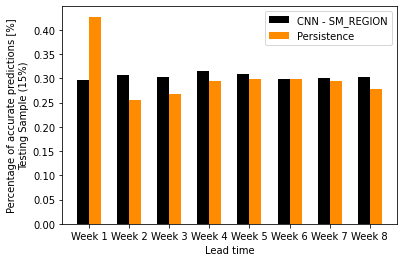 CNN - SM_REGION
Persistence
Percentage of accurate predictions [%]
Testing Sample (15%)
0.40
0.35
0.30
0.25
0.20
0.15
0.10
0.05
0.00
Week 1 Week 2 Week 3 Week 4 Week 5 Week 6 Week 7 Week 8
Lead time